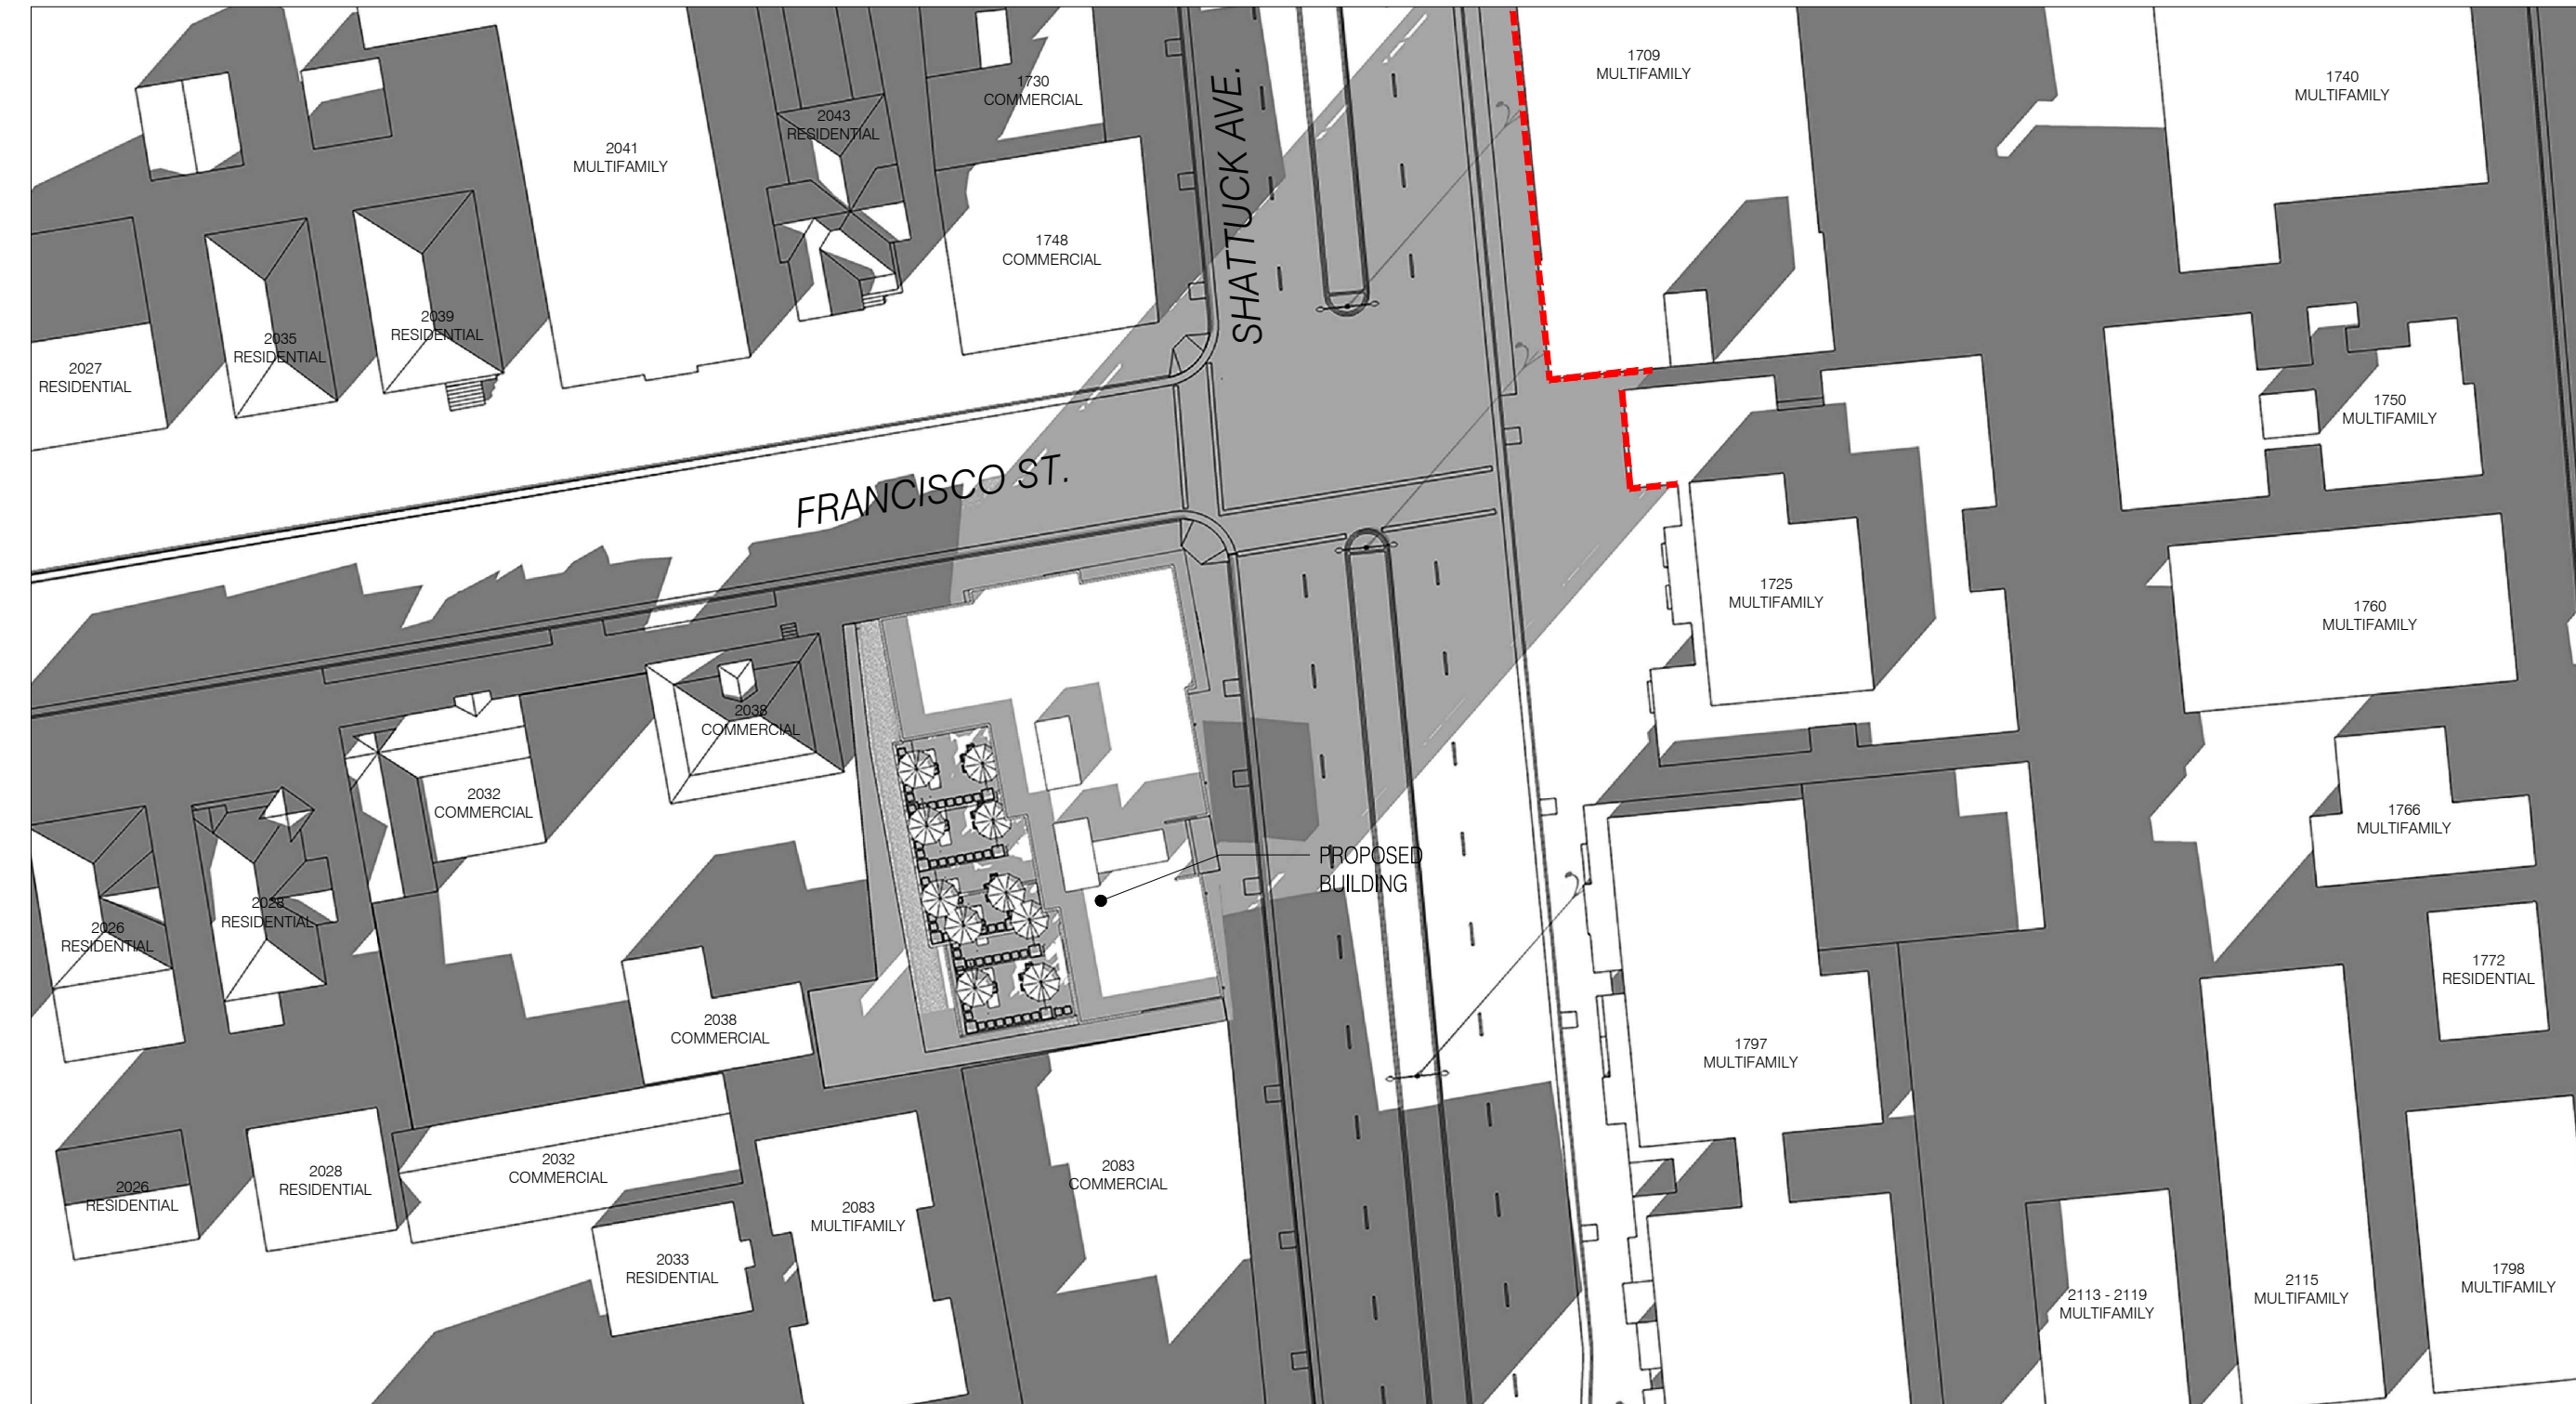 1709
MULTIFAMILY
1740
MULTIFAMILY
1730
COMMERCIAL
2043
RESIDENTIAL
2041
MULTIFAMILY
SHATTUCK AVE.
1748
COMMERCIAL
2039
RESIDENTIAL
2035
RESIDENTIAL
2027
RESIDENTIAL
1750
MULTIFAMILY
FRANCISCO ST.
1725
MULTIFAMILY
1760
MULTIFAMILY
2038
COMMERCIAL
2032
COMMERCIAL
1766
MULTIFAMILY
PROPOSED
BUILDING
2028
RESIDENTIAL
2026
RESIDENTIAL
1772
RESIDENTIAL
2038
COMMERCIAL
1797
MULTIFAMILY
2032
COMMERCIAL
2083
COMMERCIAL
2028
RESIDENTIAL
2026
RESIDENTIAL
2083
MULTIFAMILY
2033
RESIDENTIAL
2113 - 2119
MULTIFAMILY
2115
MULTIFAMILY
1798
MULTIFAMILY